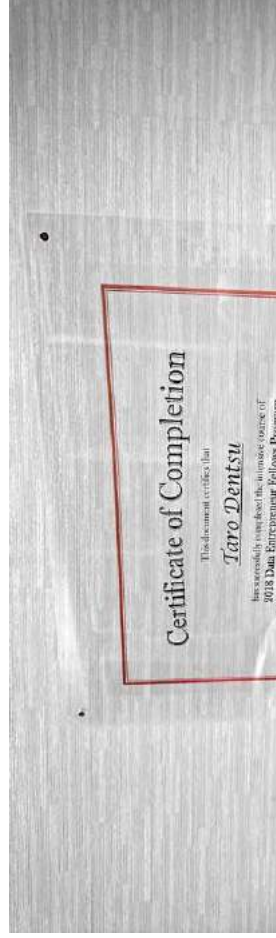 Certificate of Completion
This document certifies that
Taro Dentsu
has successfully completed the intensive course of
2018 Data Entrepreneur Fellows Program